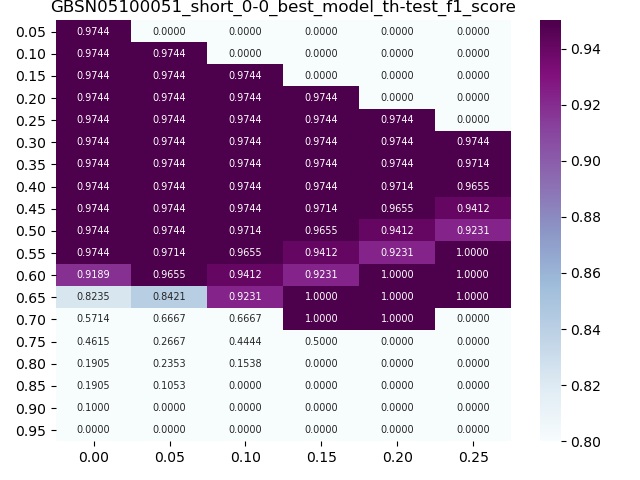 GBSN05100051_short_0-0_best_model_th-test_f1_score
0.05 0.9744 0.0000 0.0000 0.0000 0.0000 0.0000
0.10 0.9744 0.9744 0.0000 0.0000 0.0000 0.0000
0.15 0.9744 0.9744 0.9744 0.0000 0.0000 0.0000
0.20 0.9744 0.9744 0.9744 0.9744 0.0000 0.0000
0.25 0.9744 0.9744 0.9744 0.9744 0.9744 0.0000
0.30 0.9744 0.9744 0.9744 0.9744 0.9744 0.9744
0.35 0.9744 0.9744 0.9744 0.9744 0.9744 0.9714
0.40 0.9744 0.9744 0.9744 0.9744 0.9714 0.9655
0.45 0.9744 0.9744 0.9744 0.9714 0.9655 0.9412
0.50 0.9744 0.9744 0.9714 0.9655 0.9412 0.9231
0.55 0.9744 0.9714 0.9655 0.9412 0.9231 1.0000
0.60 0.9189 0.9655 0.9412 0.9231 1.0000 1.0000
0.65 0.8235 0.8421 0.9231 1.0000 1.0000 1.0000
0.70 0.5714 0.6667 0.6667 1.0000 1.0000 0.0000
0.75 0.4615 0.2667 0.4444 0.5000 0.0000 0.0000
0.80 0.1905 0.2353 0.1538 0.0000 0.0000 0.0000
0.85 0.1905 0.1053 0.0000 0.0000 0.0000 0.0000
0.90 0.1000 0.0000 0.0000 0.0000 0.0000 0.0000
0.95 0.0000 0.0000 0.0000 0.0000 0.0000 0.0000
0.00 0.05 0.10 0.15 0.20 0.25
0.94
0.92
0.90
0.88
0.86
0.84
0.82
0.80